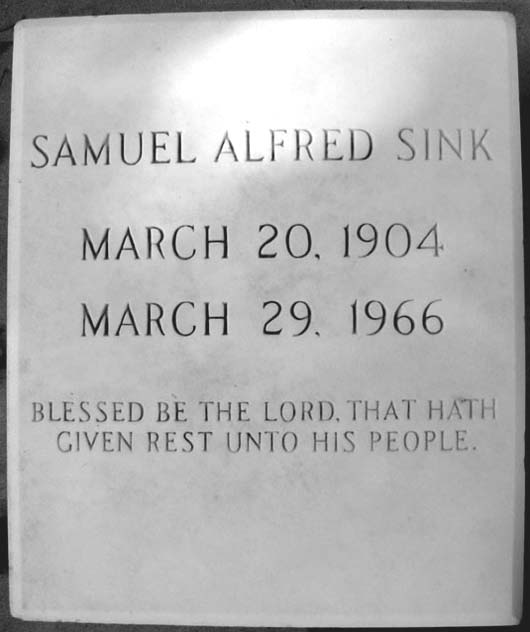 SAMUEL ALFRED SINK
MARCH 20, 1904
MARCH 29, 1966
BLESSED BE THE LORD, THAT HATH
GIVEN REST UNTO HIS PEOPLE.